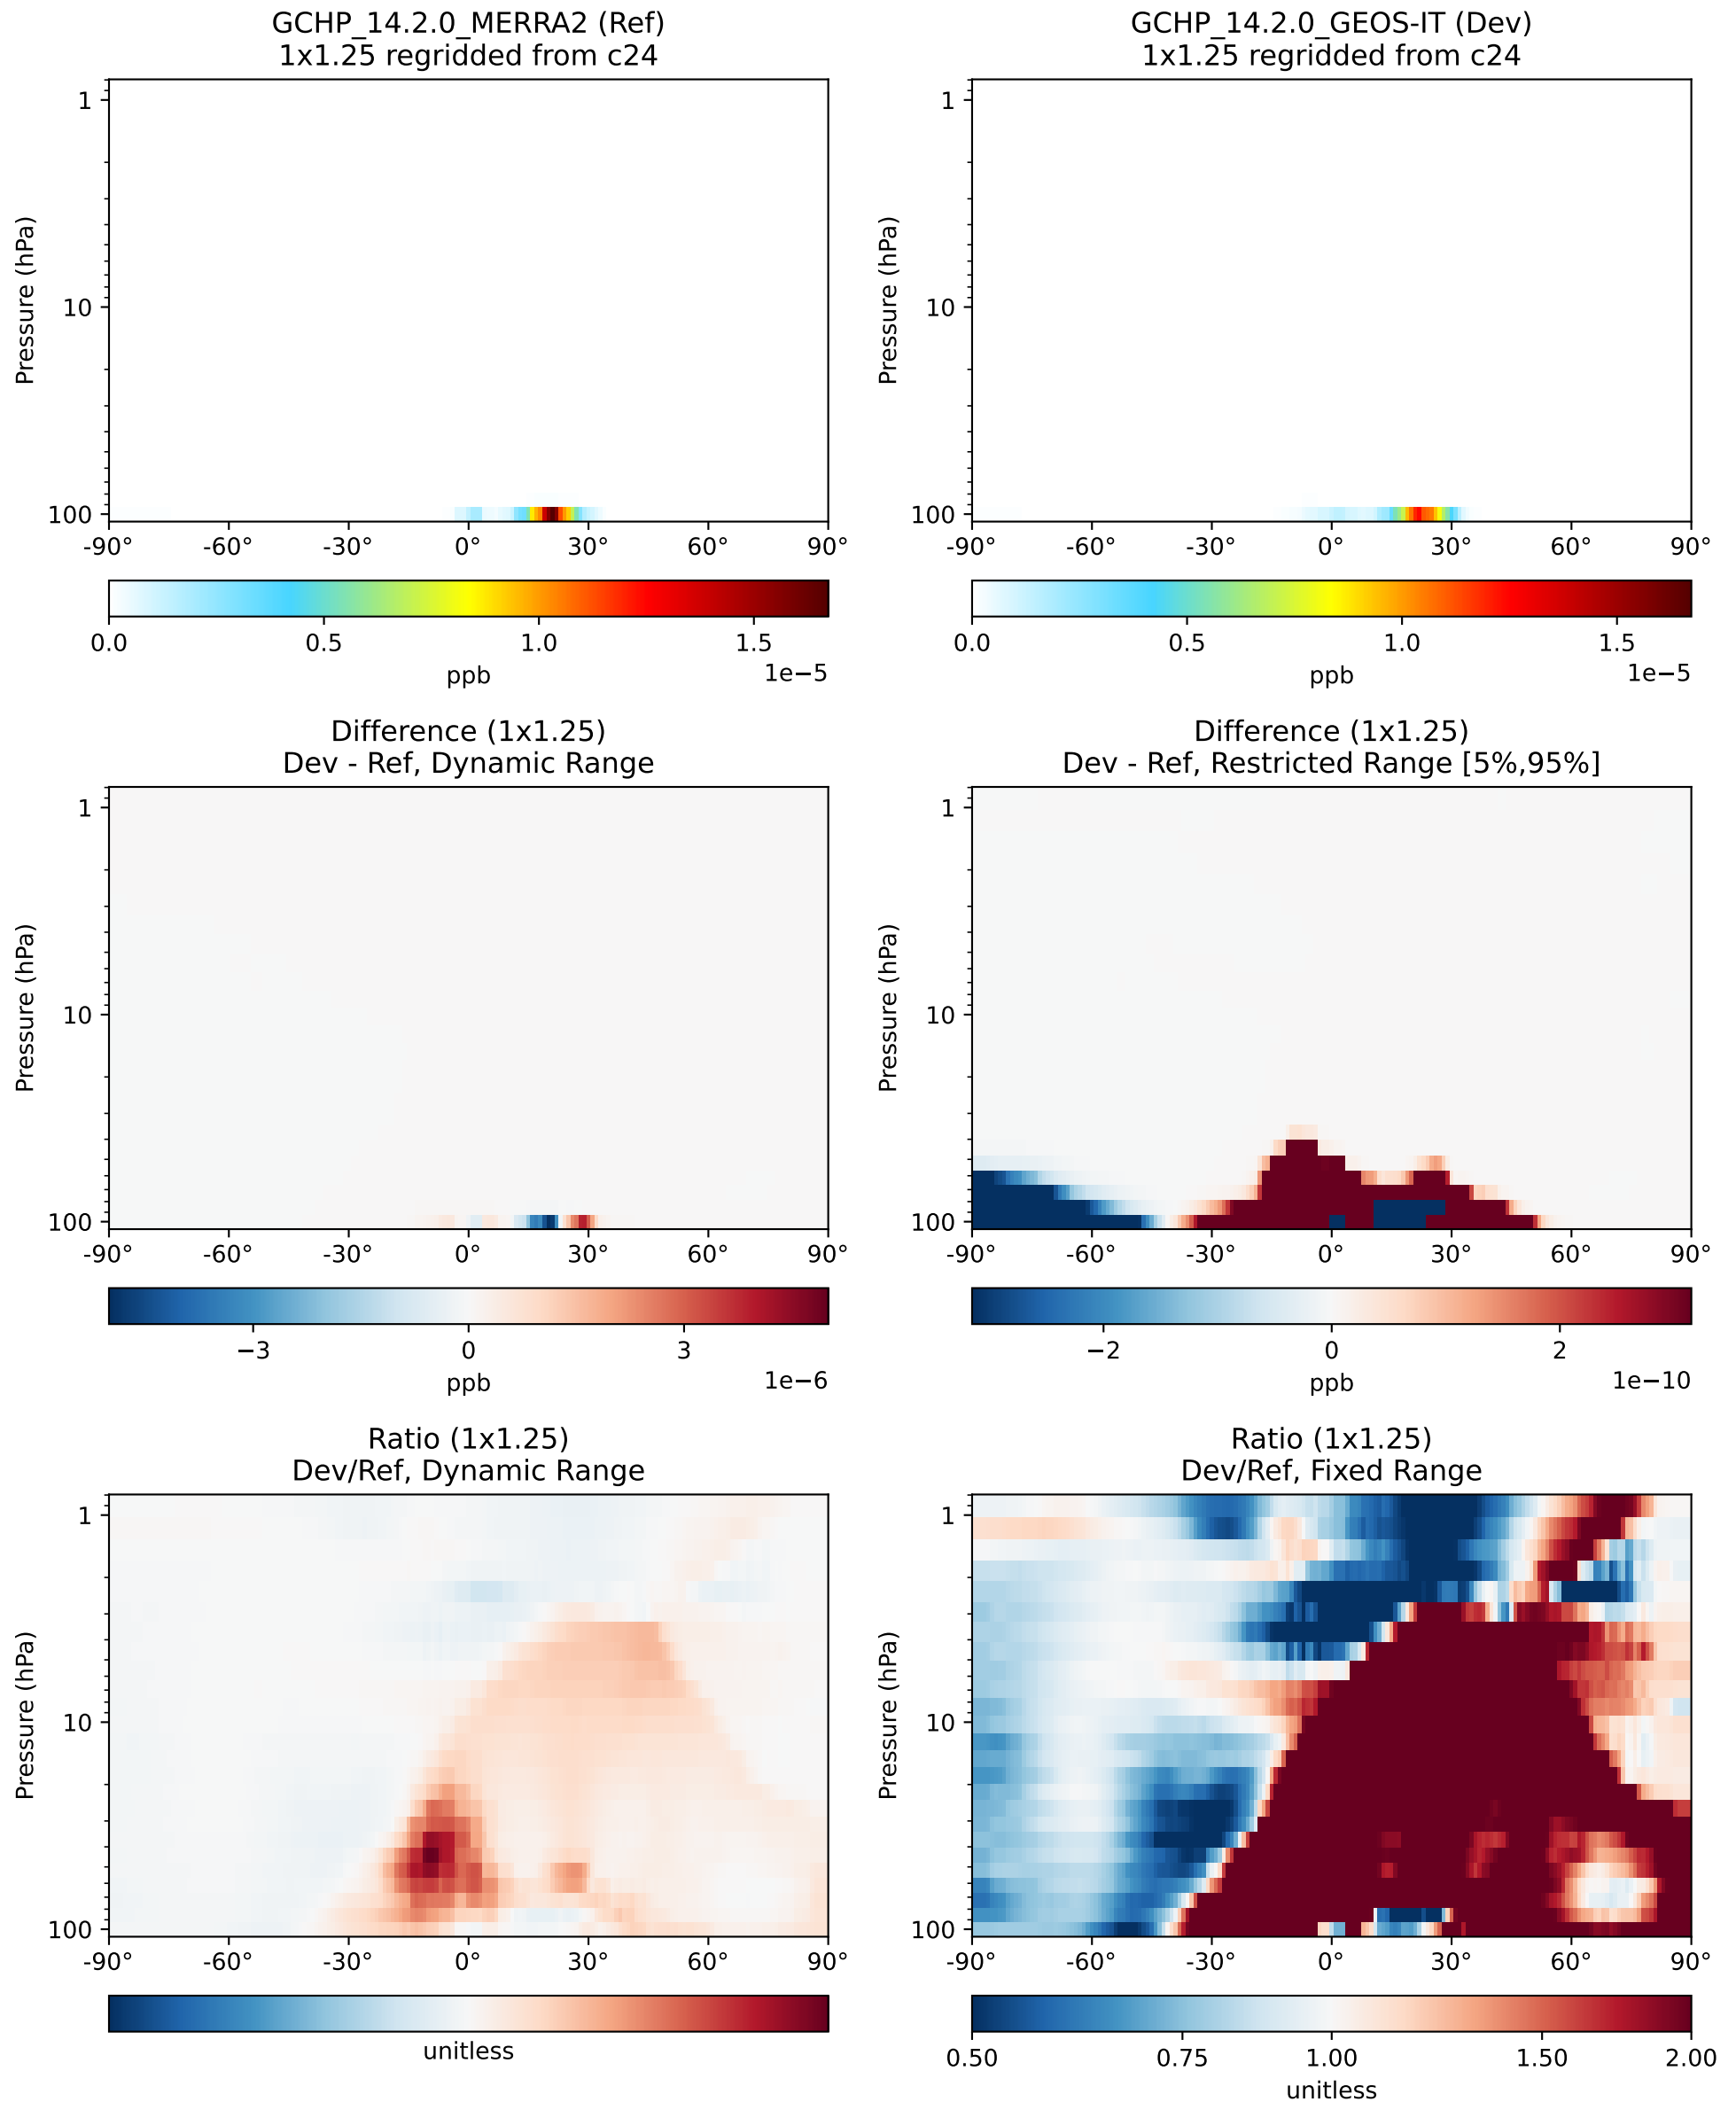 GCHP_14.2.0_MERRA2 (Ref)
1x1.25 regridded from c24
Pressure (hPa)
1
10
100
-90° -60° -30° 0° 30° 60° 90°
0.0 0.5 1.0 1.5
1e−5
ppb
GCHP_14.2.0_GEOS-IT (Dev)
1x1.25 regridded from c24
Pressure (hPa)
1
10
100
-90° -60° -30° 0° 30° 60° 90°
0.0 0.5 1.0 1.5
1e−5
ppb
Difference (1x1.25)
Dev - Ref, Dynamic Range
Pressure (hPa)
1
10
100
-90° -60° -30° 0° 30° 60° 90°
−3 0 3
1e−6
ppb
Difference (1x1.25)
Dev - Ref, Restricted Range [5%,95%]
Pressure (hPa)
1
10
100
-90° -60° -30° 0° 30° 60° 90°
−2 0 2
1e−10
ppb
Ratio (1x1.25)
Dev/Ref, Dynamic Range
Pressure (hPa)
1
10
100
-90° -60° -30° 0° 30° 60° 90°
unitless
Ratio (1x1.25)
Dev/Ref, Fixed Range
Pressure (hPa)
1
10
100
-90° -60° -30° 0° 30° 60° 90°
0.50 0.75 1.00 1.50 2.00
unitless